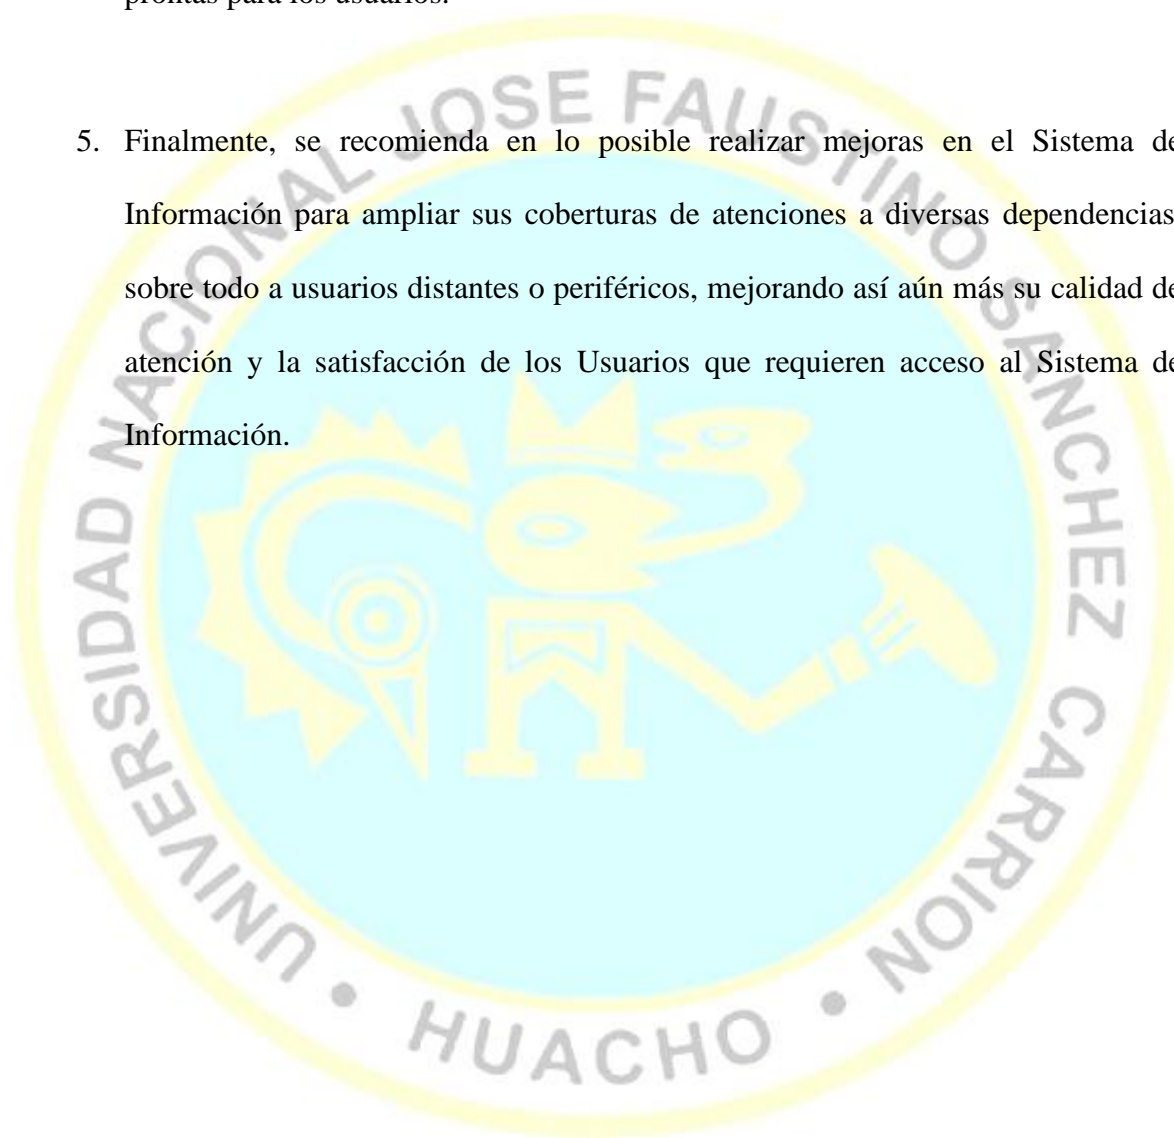 prontas para los usuarios.
5. Finalmente, se recomienda en lo posible realizar mejoras en el Sistema de
Información para ampliar sus coberturas de atenciones a diversas dependencias
sobre todo a usuarios distantes o periféricos, mejorando así aún más su calidad de
atención y la satisfacción de los Usuarios que requieren acceso al Sistema de
Información.
UNIVERSIDAD NACIONAL JOSE FAUSTINO SANCHEZ CARRION • HUACHO •